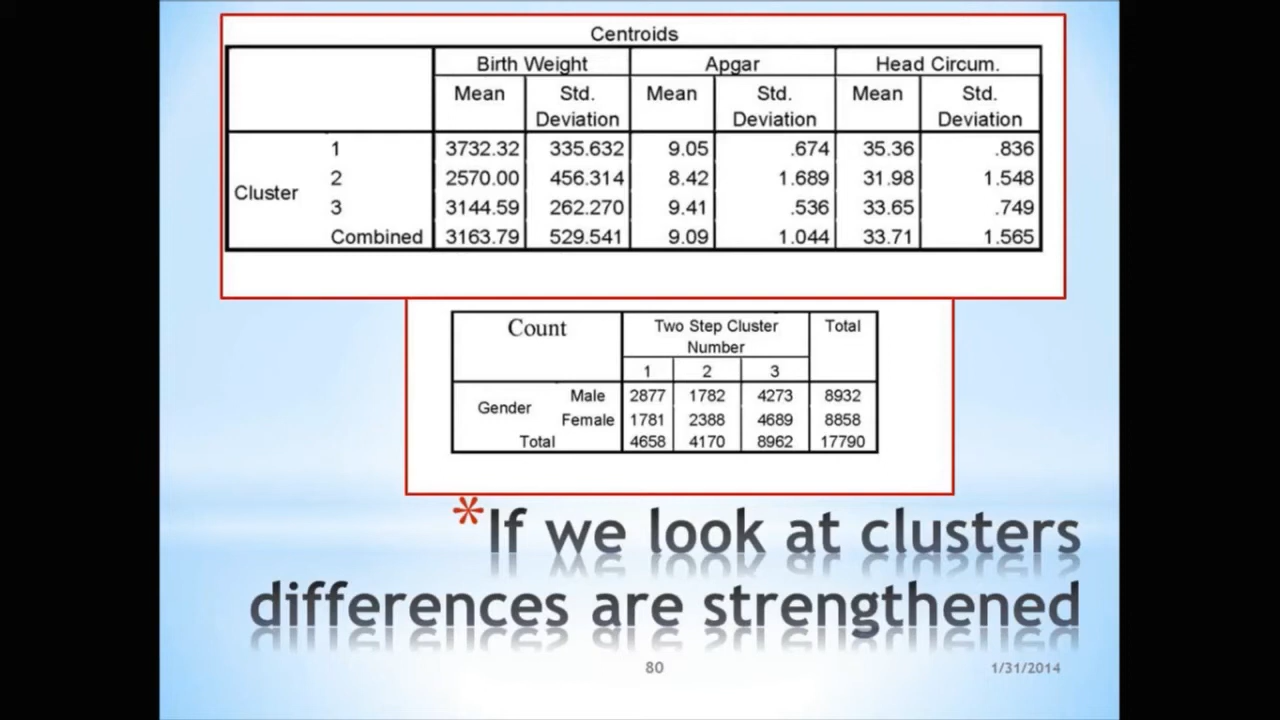 Centroids
Birth Weight Apgar Head Circum.
Mean Std. Deviation Mean Std. Deviation Mean Std. Deviation
Cluster
1 3732.32 335.632 9.05 .674 35.36 .836
2 2570.00 456.314 8.42 1.689 31.98 1.548
3 3144.59 262.270 9.41 .536 33.65 .749
Combined 3163.79 529.541 9.09 1.044 33.71 1.565
Count Two Step Cluster Total
Number
1 2 3
Gender
Male 2877 1782 4273 8932
Female 1781 2388 4689 8858
Total 4658 4170 8962 17790
*If we look at clusters
differences are strengthened
80 1/31/2014